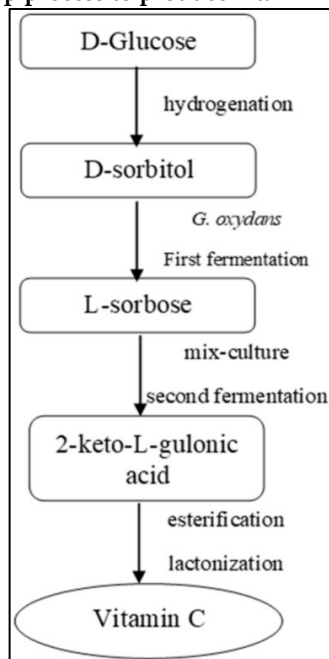 D-Glucose
hydrogenation
D-sorbitol
G. oxydans
First fermentation
L-sorbose
mix-culture
second fermentation
2-keto-L-gulonic
acid
esterification
lactonization
Vitamin C